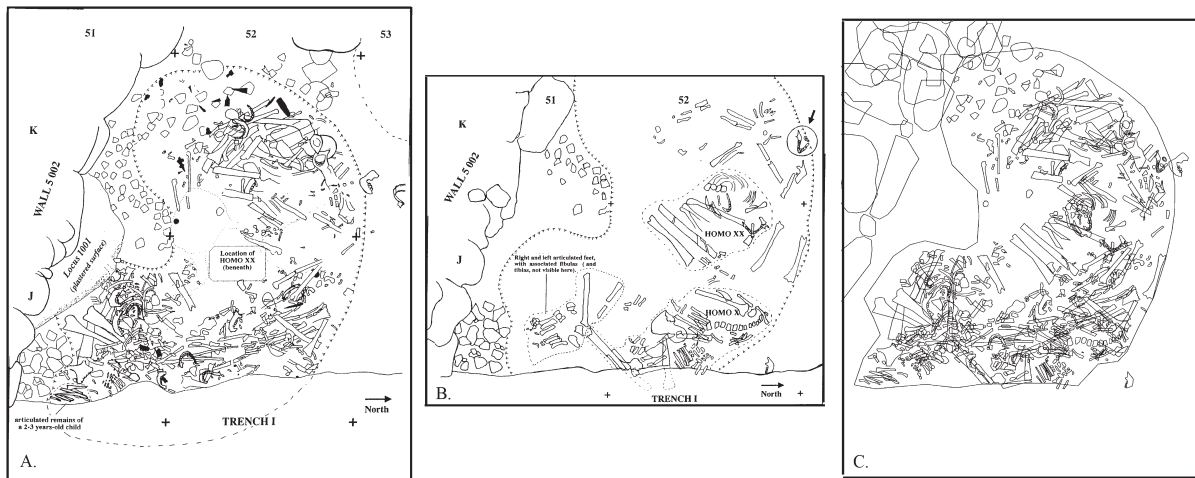 51 52 53
K
WALL 5 002
Locus 1001
(plastered surface)
J
Location of
HOMO XX
(beneath)
North
articulated remains of
a 2-3 years-old child
TRENCH I
A.
51 52
K
WALL 5 002
HOMO XX
Right and left articulated feet,
with associated fibulas (and
tibias, not visible here)
J
HOMO X
North
TRENCH I
B.
C.